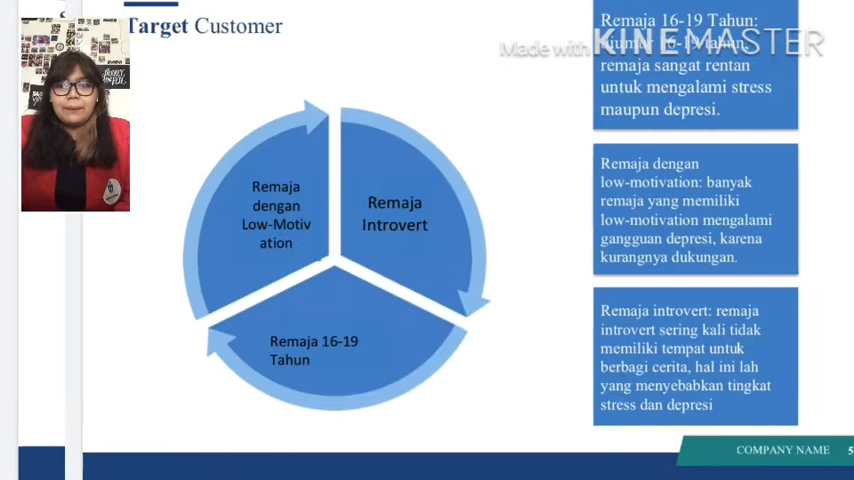 Target Customer
Made with KINEMASTER
Remaja
dengan
Low-Motiv
ation
Remaja
Introvert
Remaja 16-19
Tahun
Remaja 16-19 Tahun:
16-19 tahun,
remaja sangat rentan
untuk mengalami stress
maupun depresi.
Remaja dengan
low-motivation: banyak
remaja yang memiliki
low-motivation mengalami
gangguan depresi, karena
kurangnya dukungan.
Remaja introvert: remaja
introvert sering kali tidak
memiliki tempat untuk
berbagi cerita, hal ini lah
yang menyebabkan tingkat
stress dan depresi
COMPANY NAME 5